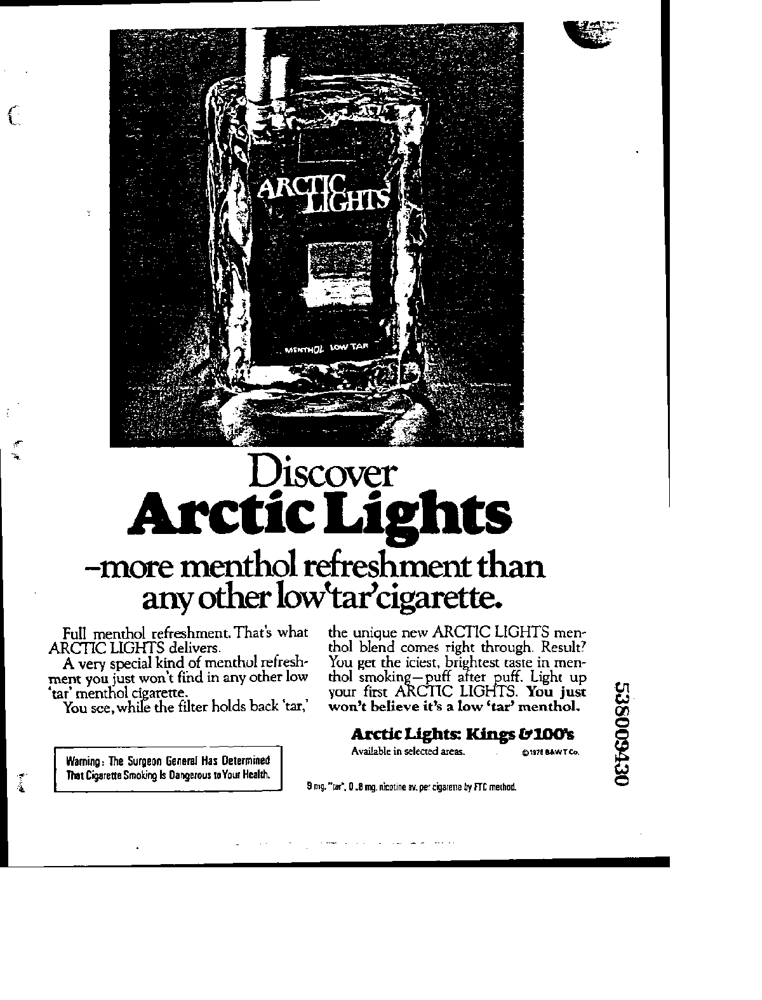 ARCTIC
LIGHTS
MENTHOL LOW TAR
Discover
Arctic Lights
–more menthol refreshment than
any other low 'tar' cigarette.
Full menthol refreshment. That's what
ARCTIC LIGHTS delivers.
A very special kind of menthol refresh-
ment you just won't find in any other low
'tar' menthol cigarette.
You see, while the filter holds back 'tar,'
the unique new ARCTIC LIGHTS men-
thol blend comes right through. Result?
You get the iciest, brightest taste in men-
thol smoking—puff after puff. Light up
your first ARCTIC LIGHTS. You just
won't believe it's a low 'tar' menthol.
Arctic Lights: Kings & 100's
Available in selected areas.
© 1978 B&W T Co.
Warning: The Surgeon General Has Determined
That Cigarette Smoking Is Dangerous to Your Health.
9 mg. "tar", 0.8 mg. nicotine av. per cigarette by FTC method.
538009430